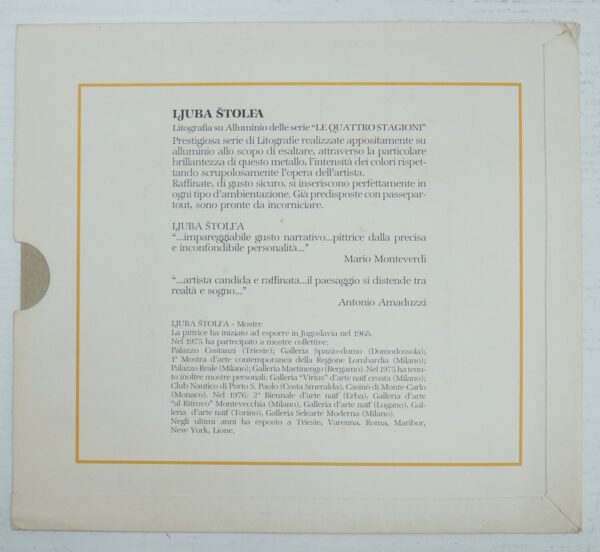 LJUBA ŠTOLFA
Litografia su Alluminio delle serie “LE QUATTRO STAGIONI”
Prestigiosa serie di Litografie realizzate appositamente su
alluminio allo scopo di esaltare, attraverso la particolare
brillantezza di questo metallo, l’intensità dei colori rispet-
tando scrupolosamente l’opera dell’artista.
Raffinate, di gusto sicuro, si inseriscono perfettamente in
ogni tipo d’ambientazione. Già predisposte con passepar-
tout, sono pronte da incorniciare.
LJUBA ŠTOLFA
“...impareggiabile gusto narrativo...pittrice dalla precisa
e inconfondibile personalità...”
Mario Monteverdi
“...artista candida e raffinata...il paesaggio si distende tra
realtà e sogno...”
Antonio Amaduzzi
LJUBA ŠTOLFA - Mostre
La pittrice ha iniziato ad esporre in Jugoslavia nel 1968.
Nel 1975 ha partecipato a mostre collettive:
Palazzo Costanzi (Trieste); Galleria Spazio-domo (Domodossola);
1ª Mostra d’arte contemporanea della Regione Lombardia (Milano);
Palazzo Reale (Milano); Galleria Martinengo (Bergamo). Nel 1975 ha tenu-
to inoltre mostre personali: Galleria “Virius” d’arte naïf croata (Milano);
Club Nautico di Porto S. Paolo (Costa Smeralda), Casinò di Monte-Carlo
(Monaco). Nel 1976: 2ª Biennale d’arte naïf (Erba), Galleria d’arte
“al Ritrovo” Montevecchia (Milano), Galleria d’arte naïf (Lugano), Gal-
leria d’arte naïf (Torino), Galleria Selearte Moderna (Milano).
Negli ultimi anni ha esposto a Trieste, Varenna, Roma, Maribor,
New York, Lione.